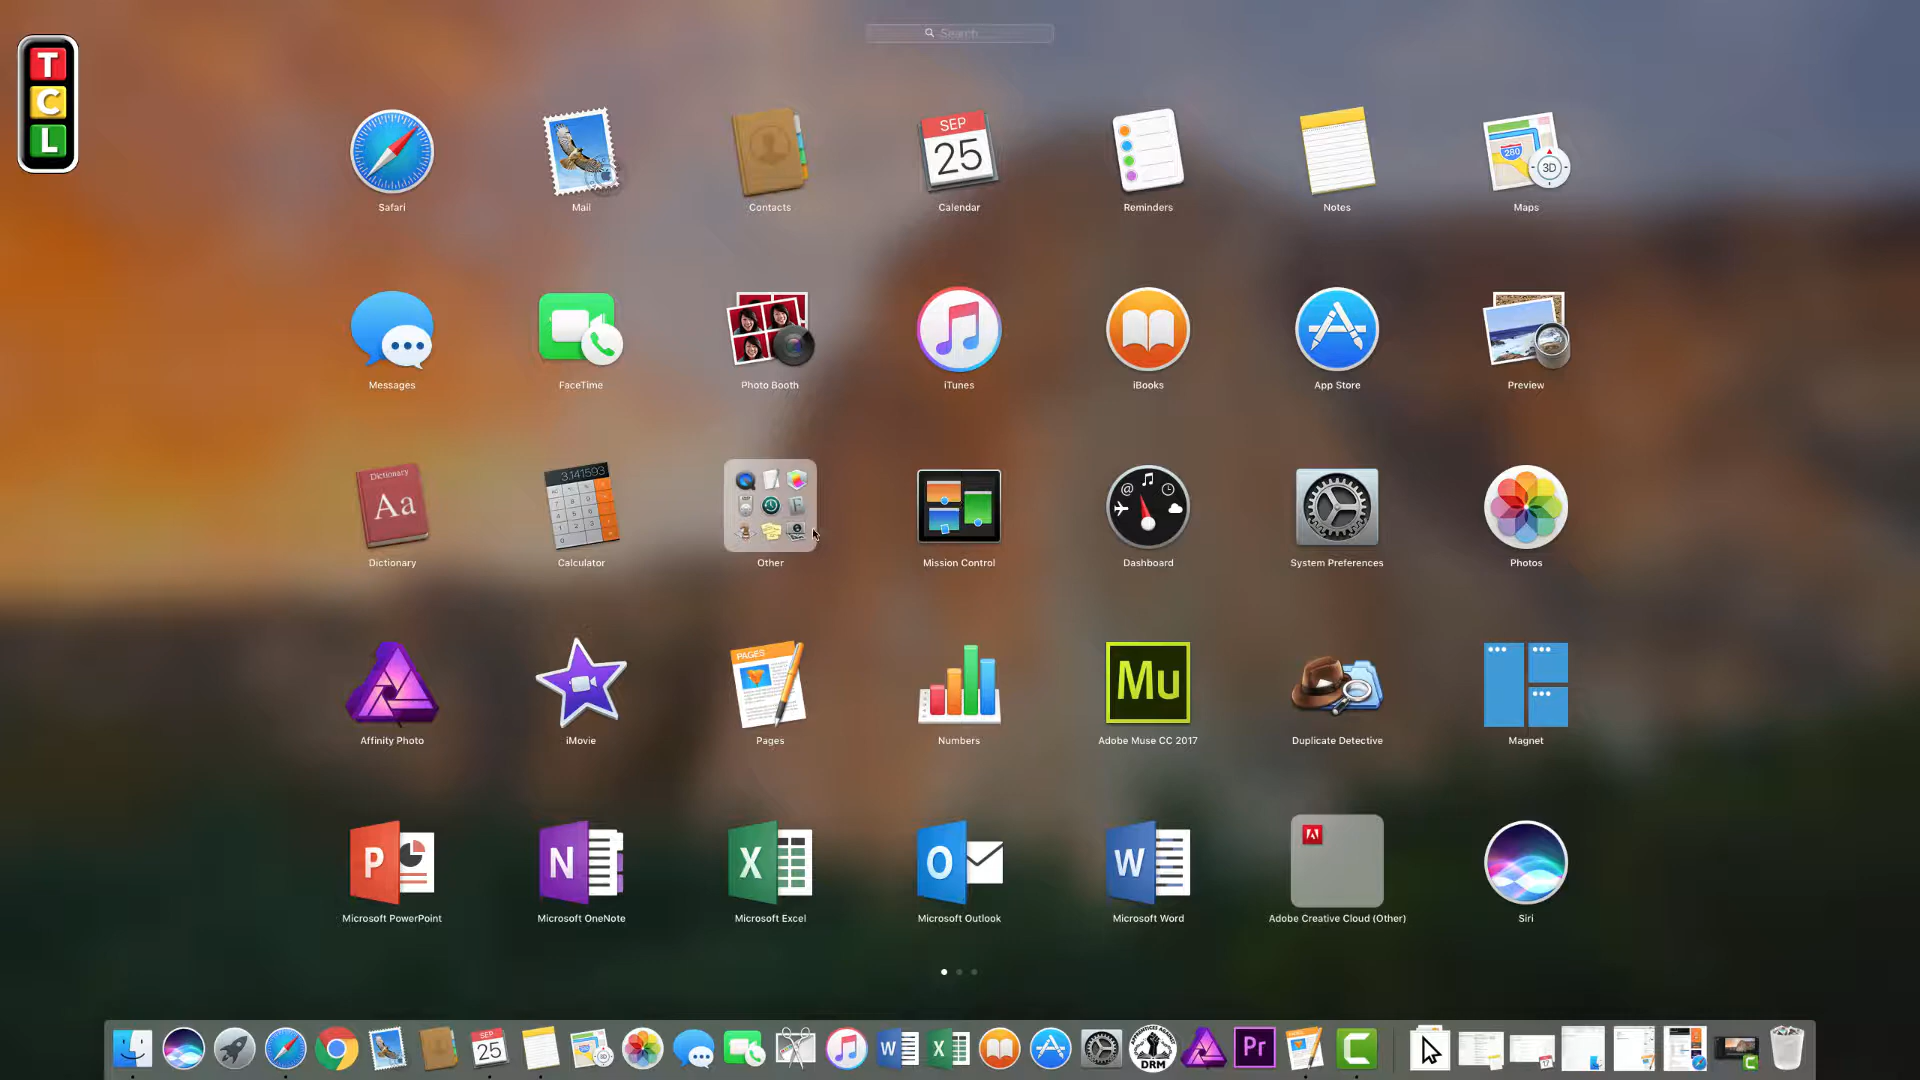 Search
T
C
L
SEP
25
280
3D
Safari
Mail
Contacts
Calendar
Reminders
Notes
Maps
Messages
FaceTime
Photo Booth
iTunes
iBooks
App Store
Preview
Dictionary
Aa
3.141593
Dictionary
Calculator
Other
Mission Control
Dashboard
System Preferences
Photos
PAGES
Mu
Affinity Photo
iMovie
Pages
Numbers
Adobe Muse CC 2017
Duplicate Detective
Magnet
P
N
X
O
W
Microsoft PowerPoint
Microsoft OneNote
Microsoft Excel
Microsoft Outlook
Microsoft Word
Adobe Creative Cloud (Other)
Siri
SEP
25
W
X
DRM
Pr
C
17